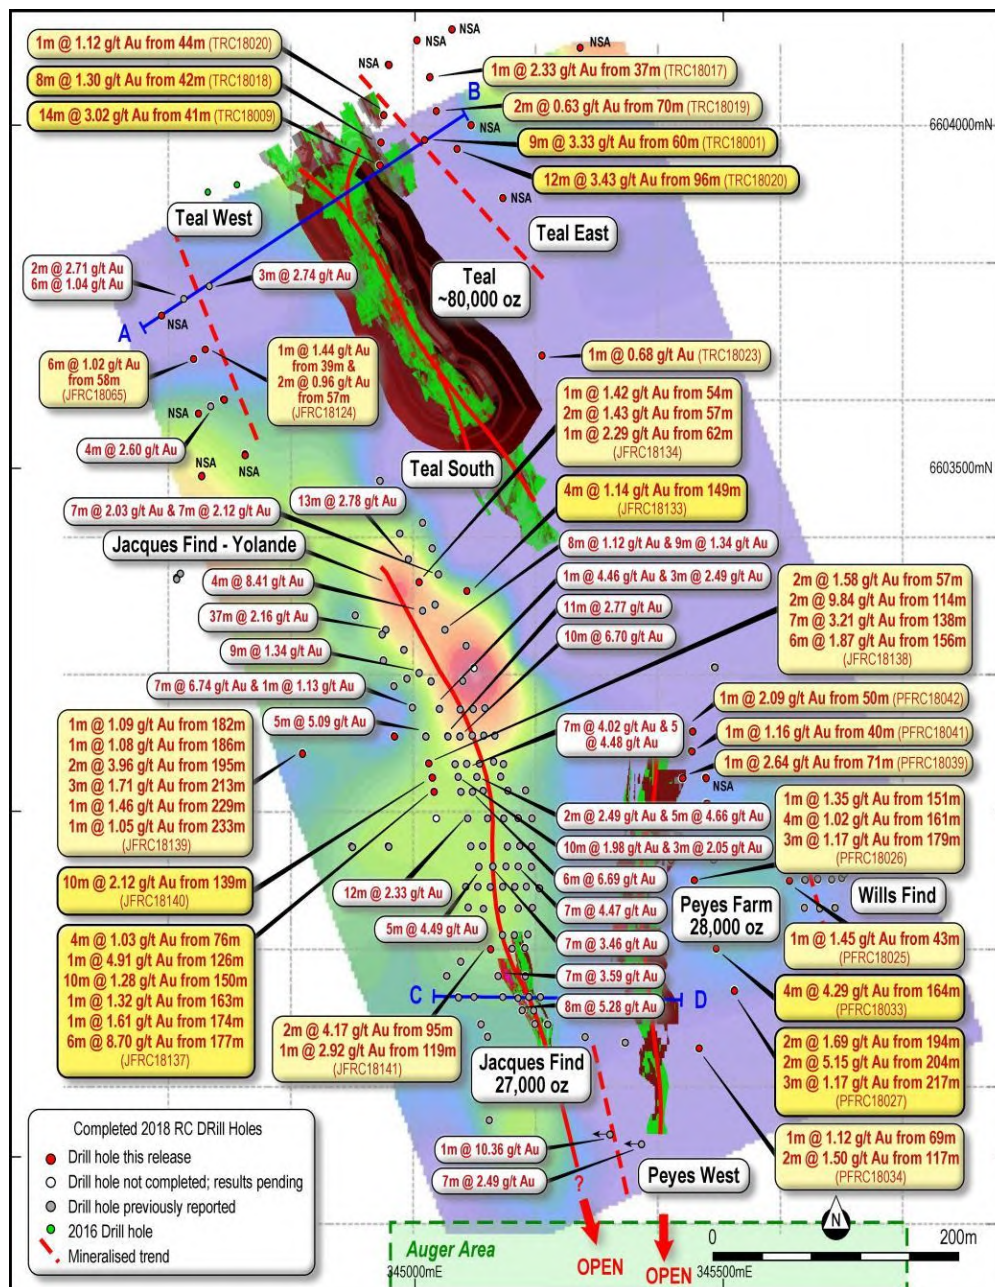 1m @ 1.12 g/t Au from 44m (TRC18020)
8m @ 1.30 g/t Au from 42m (TRC18018)
14m @ 3.02 g/t Au from 41m (TRC18009)
NSA
NSA
NSA
NSA
1m @ 2.33 g/t Au from 37m (TRC18017)
B
2m @ 0.63 g/t Au from 70m (TRC18019)
NSA
6604000mN
9m @ 3.33 g/t Au from 60m (TRC18001)
12m @ 3.43 g/t Au from 96m (TRC18020)
NSA
Teal West
Teal East
2m @ 2.71 g/t Au
6m @ 1.04 g/t Au
3m @ 2.74 g/t Au
Teal
~80,000 oz
A
NSA
6m @ 1.02 g/t Au
from 58m
(JFRC18065)
1m @ 1.44 g/t Au
from 39m &
2m @ 0.96 g/t Au
from 57m
(JFRC18124)
1m @ 0.68 g/t Au (TRC18023)
NSA
4m @ 2.60 g/t Au
NSA
NSA
1m @ 1.42 g/t Au from 54m
2m @ 1.43 g/t Au from 57m
1m @ 2.29 g/t Au from 62m
(JFRC18134)
Teal South
6603500mN
4m @ 1.14 g/t Au from 149m
(JFRC18133)
13m @ 2.78 g/t Au
7m @ 2.03 g/t Au & 7m @ 2.12 g/t Au
Jacques Find - Yolande
8m @ 1.12 g/t Au & 9m @ 1.34 g/t Au
4m @ 8.41 g/t Au
1m @ 4.46 g/t Au & 3m @ 2.49 g/t Au
37m @ 2.16 g/t Au
11m @ 2.77 g/t Au
10m @ 6.70 g/t Au
9m @ 1.34 g/t Au
2m @ 1.58 g/t Au from 57m
2m @ 9.84 g/t Au from 114m
7m @ 3.21 g/t Au from 138m
6m @ 1.87 g/t Au from 156m
(JFRC18138)
7m @ 6.74 g/t Au & 1m @ 1.13 g/t Au
5m @ 5.09 g/t Au
7m @ 4.02 g/t Au & 5
@ 4.48 g/t Au
1m @ 2.09 g/t Au from 50m (PFRC18042)
1m @ 1.16 g/t Au from 40m (PFRC18041)
1m @ 2.64 g/t Au from 71m (PFRC18039)
NSA
1m @ 1.09 g/t Au from 182m
1m @ 1.08 g/t Au from 186m
2m @ 3.96 g/t Au from 195m
3m @ 1.71 g/t Au from 213m
1m @ 1.46 g/t Au from 229m
1m @ 1.05 g/t Au from 233m
(JFRC18139)
2m @ 2.49 g/t Au & 5m @ 4.66 g/t Au
10m @ 1.98 g/t Au & 3m @ 2.05 g/t Au
6m @ 6.69 g/t Au
1m @ 1.35 g/t Au from 151m
4m @ 1.02 g/t Au from 161m
3m @ 1.17 g/t Au from 179m
(PFRC18026)
10m @ 2.12 g/t Au from 139m
(JFRC18140)
12m @ 2.33 g/t Au
7m @ 4.47 g/t Au
Peyes Farm
28,000 oz
Wills Find
5m @ 4.49 g/t Au
7m @ 3.46 g/t Au
1m @ 1.45 g/t Au from 43m
(PFRC18025)
4m @ 1.03 g/t Au from 76m
1m @ 4.91 g/t Au from 126m
10m @ 1.28 g/t Au from 150m
1m @ 1.32 g/t Au from 163m
1m @ 1.61 g/t Au from 174m
6m @ 8.70 g/t Au from 177m
(JFRC18137)
7m @ 3.59 g/t Au
4m @ 4.29 g/t Au from 164m
(PFRC18033)
C
D
8m @ 5.28 g/t Au
2m @ 4.17 g/t Au from 95m
1m @ 2.92 g/t Au from 119m
(JFRC18141)
2m @ 1.69 g/t Au from 194m
2m @ 5.15 g/t Au from 204m
3m @ 1.17 g/t Au from 217m
(PFRC18027)
Jacques Find
27,000 oz
1m @ 1.12 g/t Au from 69m
2m @ 1.50 g/t Au from 117m
(PFRC18034)
1m @ 10.36 g/t Au
7m @ 2.49 g/t Au
?
Peyes West
Completed 2018 RC DRill Holes
Drill hole this release
Drill hole not completed; results pending
Drill hole previously reported
2016 Drill hole
Mineralised trend
N
0
200m
Auger Area
OPEN
OPEN
345000mE
345500mE